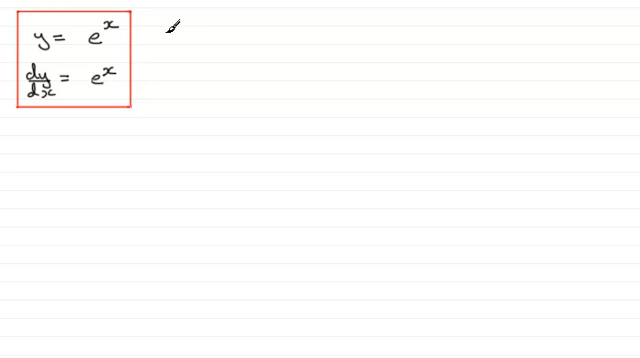 y = e^x
dy/dx = e^x